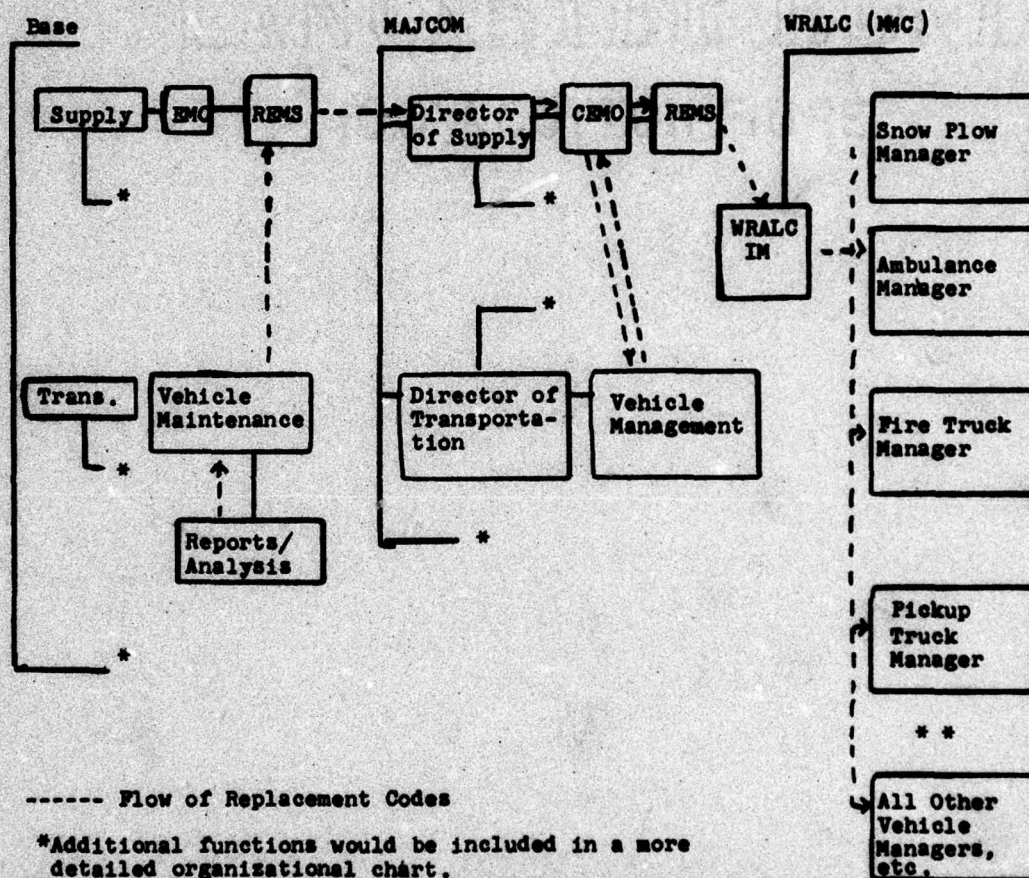 Base
MAJCOM
WRALC (MMC)
Supply
EMO
REMS
*
Director
of Supply
*
CEMO
REMS
WRALC
IM
Snow Plow
Manager
Ambulance
Manager
Trans.
*
Vehicle
Maintenance
Reports/
Analysis
*
*
Director of
Transporta-
tion
Vehicle
Management
*
Fire Truck
Manager
Pickup
Truck
Manager
* *
All Other
Vehicle
Managers,
etc.
------ Flow of Replacement Codes
*Additional functions would be included in a more
detailed organizational chart.